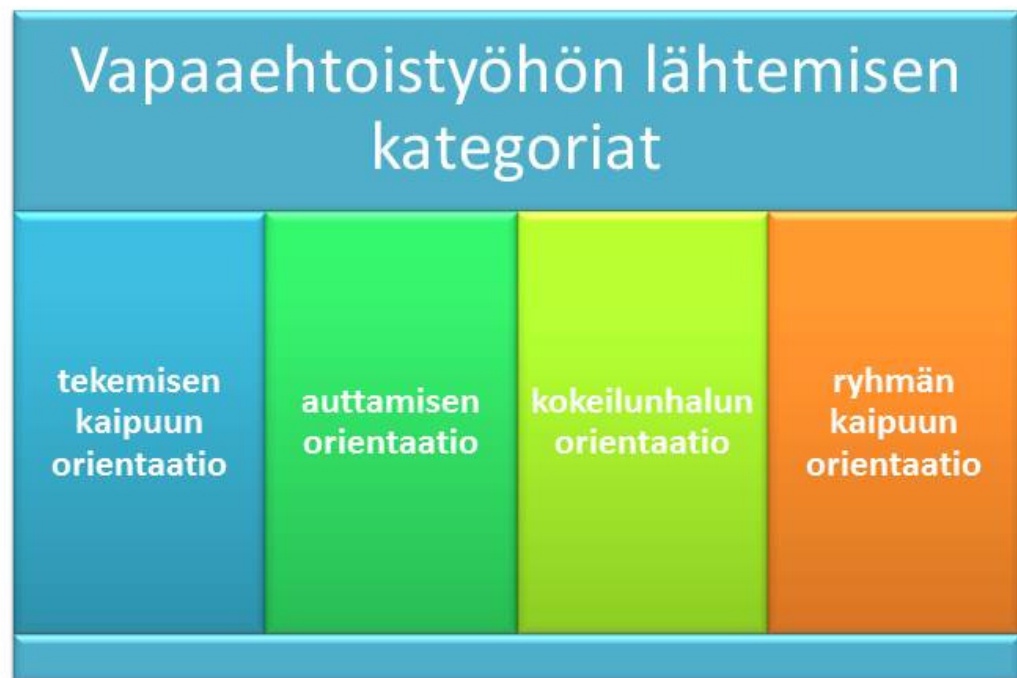 Vapaaehtoistyöhön lähtemisen
kategoriat
tekemisen
kaipuun
orientaatio
auttamisen
orientaatio
kokeilunhalun
orientaatio
ryhmän
kaipuun
orientaatio